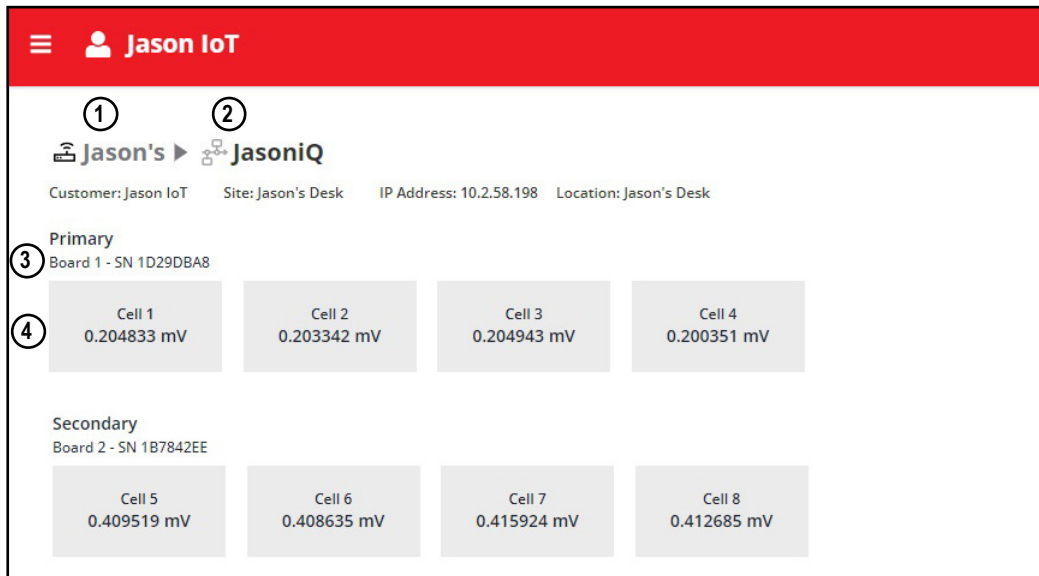 Jason IoT
1 2
Jason's JasoniQ
Customer: Jason IoT Site: Jason's Desk IP Address: 10.2.58.198 Location: Jason's Desk
Primary
3 Board 1 - SN 1D29DBA8
Cell 1 Cell 2 Cell 3 Cell 4
4 0.204833 mV 0.203342 mV 0.204943 mV 0.200351 mV
Secondary
Board 2 - SN 1B7842EE
Cell 5 Cell 6 Cell 7 Cell 8
0.409519 mV 0.408635 mV 0.415924 mV 0.412685 mV